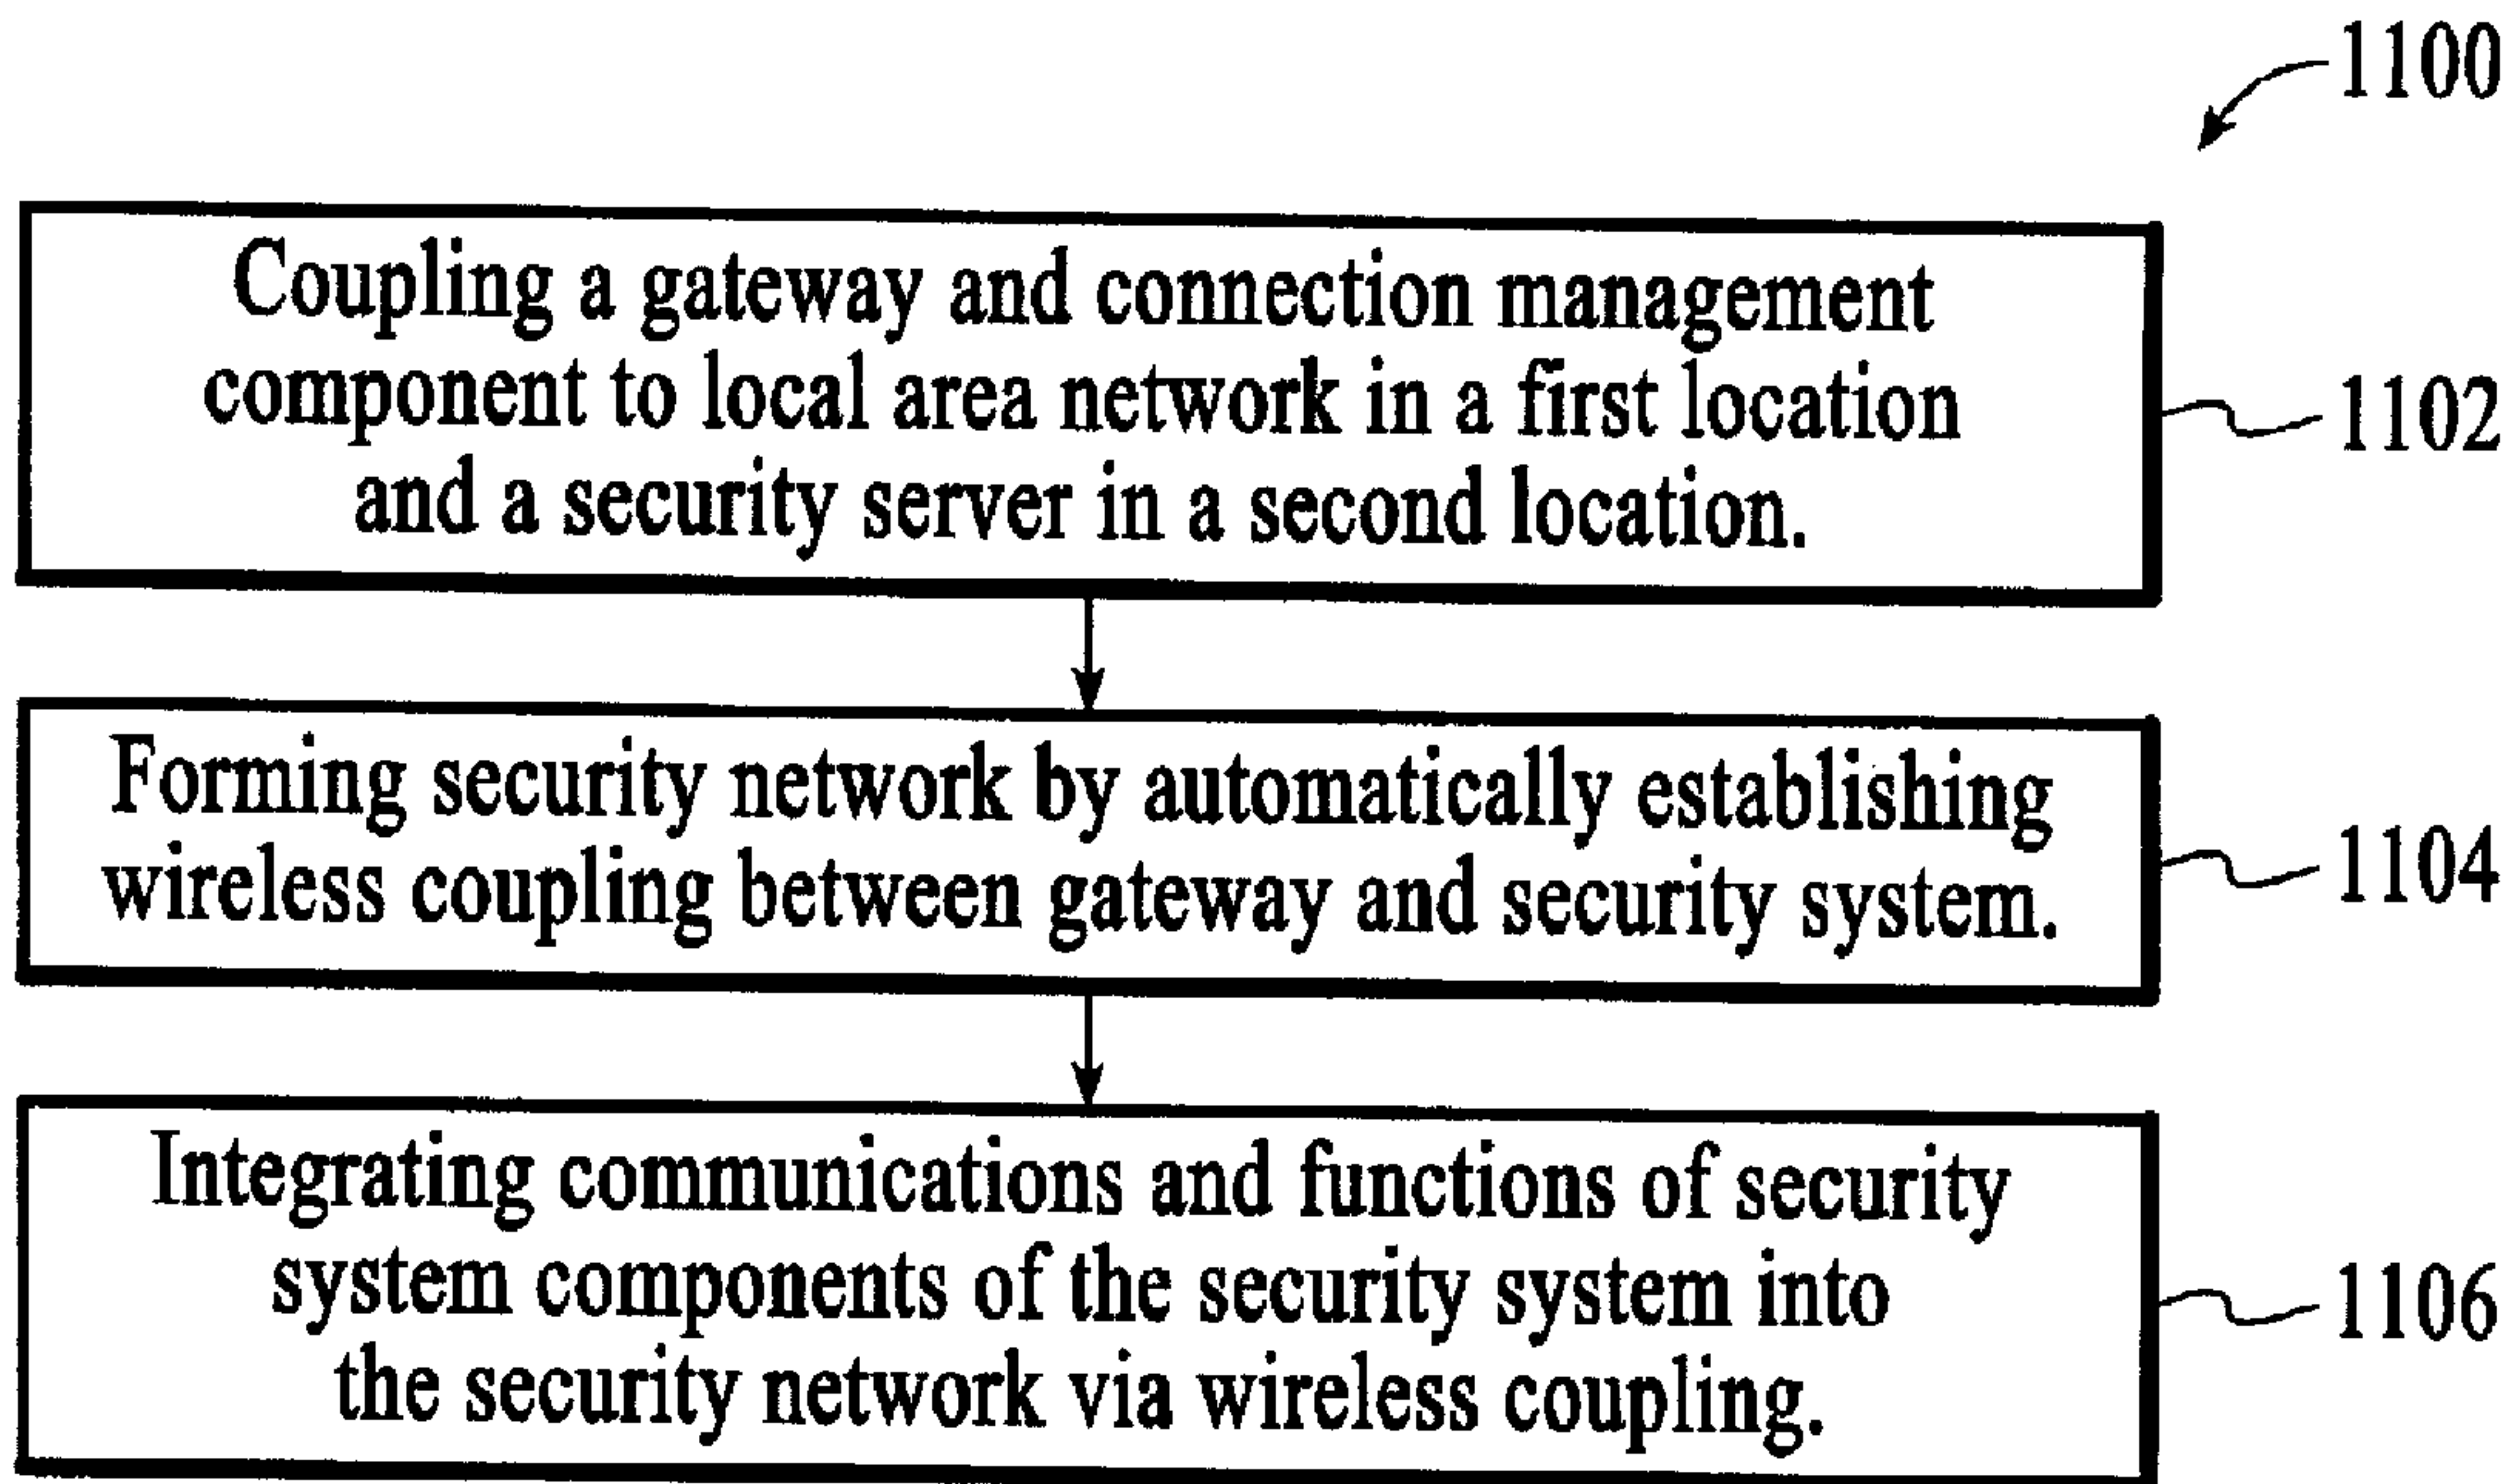 1100
Coupling a gateway and connection management
component to local area network in a first location
and a security server in a second location.
1102
Forming security network by automatically establishing
wireless coupling between gateway and security system.
1104
Integrating communications and functions of security
system components of the security system into
the security network via wireless coupling.
1106